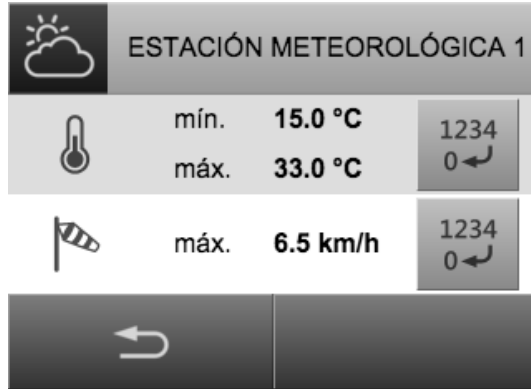 ESTACIÓN METEOROLÓGICA 1
mín. 15.0 °C
1234
0
máx. 33.0 °C
máx. 6.5 km/h
1234
0